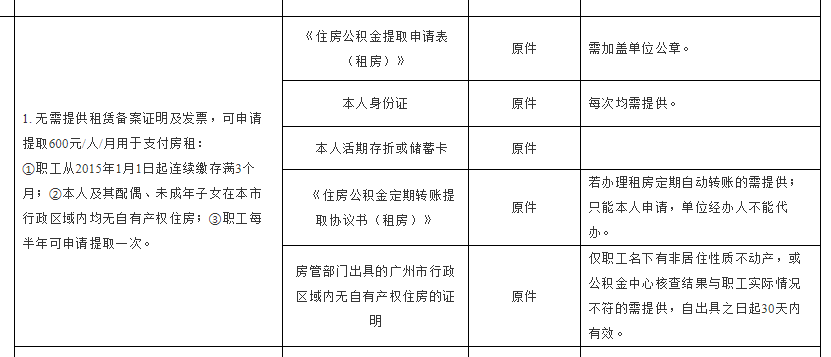 1. 无需提供租赁备案证明及发票，可申请
提取600元/人/月用于支付房租：
①职工从2015年1月1日起连续缴存满3个
月；②本人及其配偶、未成年子女在本市
行政区域内均无自有产权住房；③职工每
半年可申请提取一次。
《住房公积金提取申请表
（租房）》
原件
需加盖单位公章。
本人身份证
原件
每次均需提供。
本人活期存折或储蓄卡
原件
《住房公积金定期转账提
取协议书（租房）》
原件
若办理租房定期自动转账的需提供；
只能本人申请，单位经办人不能代
办。
房管部门出具的广州市行政
区域内无自有产权住房的证
明
原件
仅职工名下有非居住性质不动产，或
公积金中心核查结果与职工实际情况
不符的需提供，自出具之日起30天内
有效。